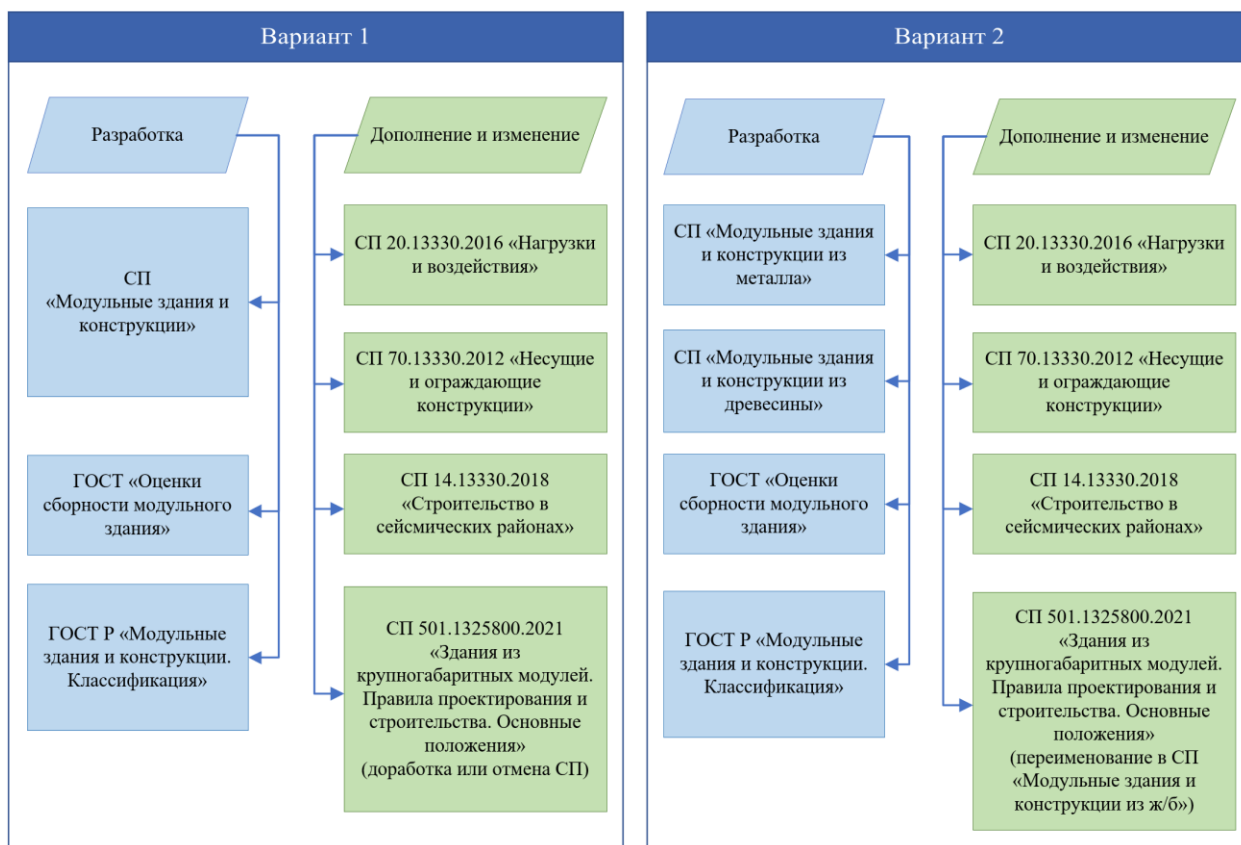 Вариант 1
Разработка
СП
«Модульные здания и
конструкции»
ГОСТ «Оценки
сборности модульного
здания»
ГОСТ Р «Модульные
здания и конструкции.
Классификация»
Дополнение и изменение
СП 20.13330.2016 «Нагрузки
и воздействия»
СП 70.13330.2012 «Несущие
и ограждающие
конструкции»
СП 14.13330.2018
«Строительство в
сейсмических районах»
СП 501.1325800.2021
«Здания из
крупногабаритных модулей.
Правила проектирования и
строительства. Основные
положения»
(доработка или отмена СП)
Вариант 2
Разработка
СП «Модульные здания
и конструкции из
металла»
СП «Модульные здания
и конструкции из
древесины»
ГОСТ «Оценки
сборности модульного
здания»
ГОСТ Р «Модульные
здания и конструкции.
Классификация»
Дополнение и изменение
СП 20.13330.2016 «Нагрузки
и воздействия»
СП 70.13330.2012 «Несущие
и ограждающие
конструкции»
СП 14.13330.2018
«Строительство в
сейсмических районах»
СП 501.1325800.2021
«Здания из
крупногабаритных модулей.
Правила проектирования и
строительства. Основные
положения»
(переименование в СП
«Модульные здания и
конструкции из ж/б»)